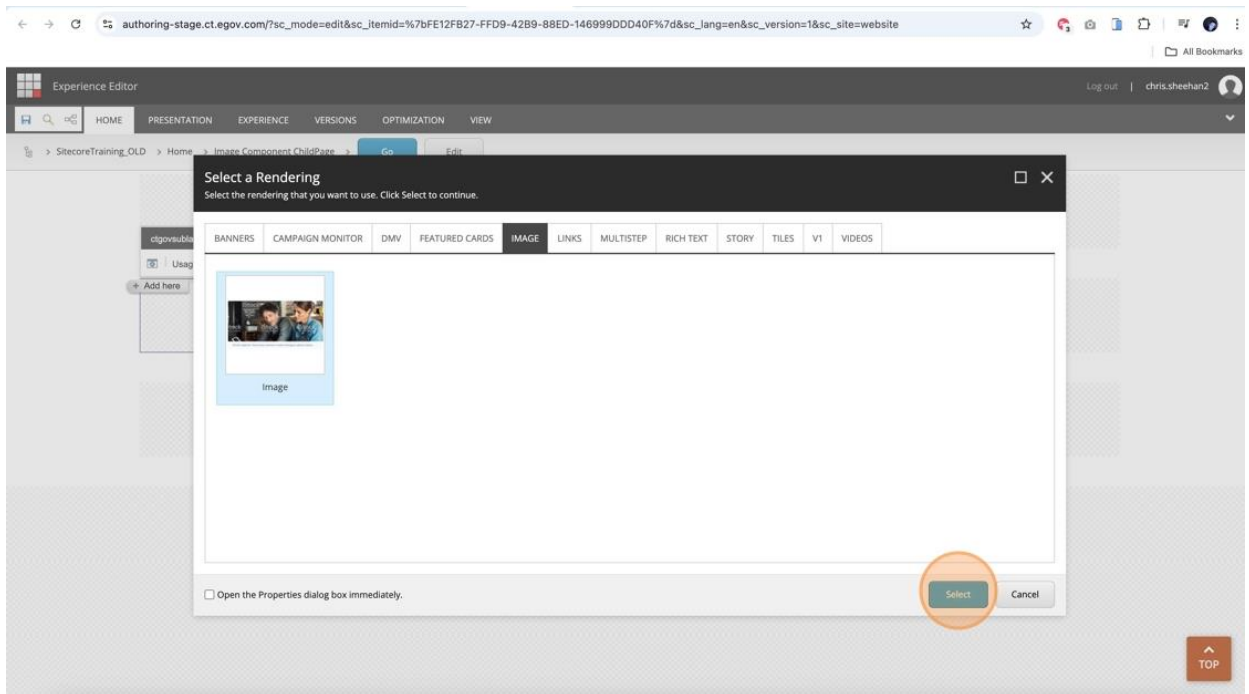 authoring-stage.ct.egov.com/?sc_mode=edit&sc_itemid=%7bFE12FB27-FFD9-42B9-88ED-146999DDD40F%7d&sc_lang=en&sc_version=1&sc_site=website
All Bookmarks
Experience Editor
Log out | chris.sheehan2
HOME PRESENTATION EXPERIENCE VERSIONS OPTIMIZATION VIEW
> SitecoreTraining_OLD > Home > Image Component ChildPage > Go Edit
Select a Rendering
Select the rendering that you want to use. Click Select to continue.
ctgovsubla
BANNERS CAMPAIGN MONITOR DMV FEATURED CARDS IMAGE LINKS MULTISTEP RICH TEXT STORY TILES V1 VIDEOS
Usag
+ Add here
Image
Open the Properties dialog box immediately.
Select Cancel
TOP